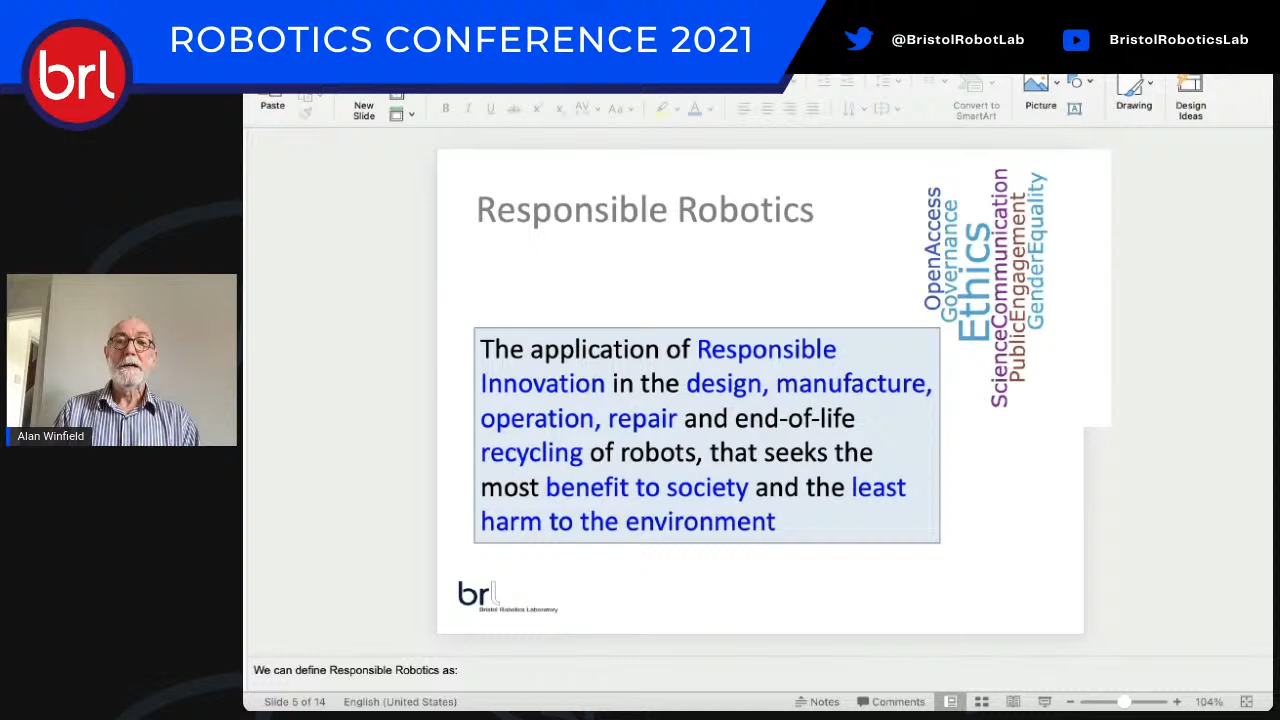 ROBOTICS CONFERENCE 2021
@BristolRobotLab
BristolRoboticsLab
brl
Paste
New
Slide
Convert to
SmartArt
Picture
Drawing
Design
Ideas
Responsible Robotics
OpenAccess
Governance
Ethics
ScienceCommunication
PublicEngagement
GenderEquality
The application of Responsible
Innovation in the design, manufacture,
operation, repair and end-of-life
recycling of robots, that seeks the
most benefit to society and the least
harm to the environment
Alan Winfield
brl
Bristol Robotics Laboratory
We can define Responsible Robotics as:
Slide 5 of 14
English (United States)
Notes
Comments
104%